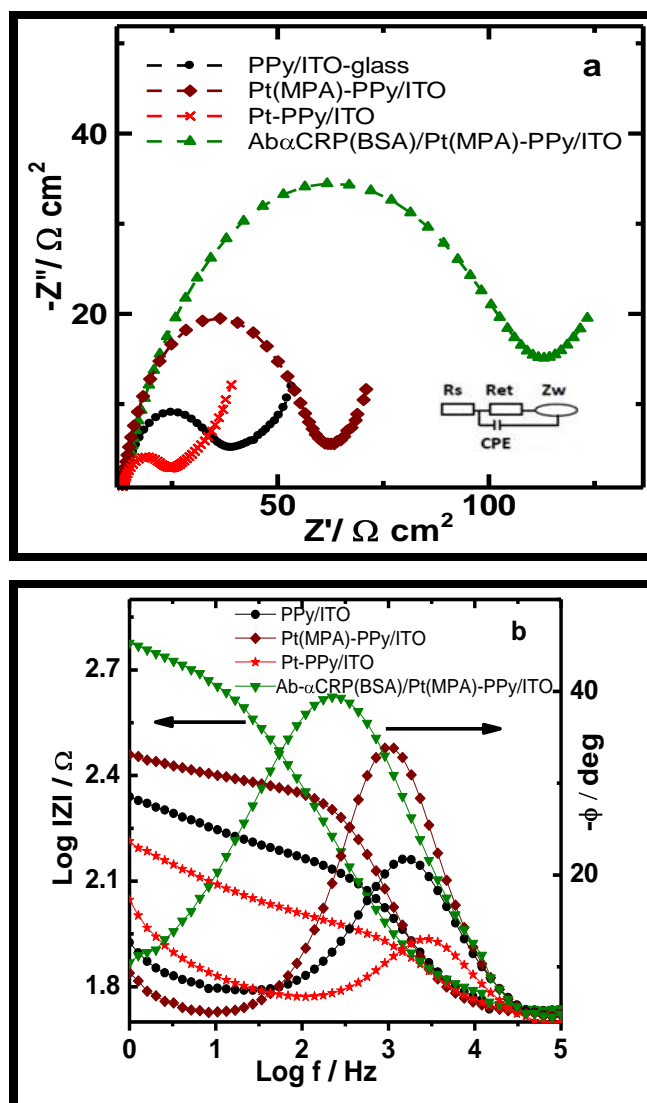 a
PPy/ITO-glass
Pt(MPA)-PPy/ITO
Pt-PPy/ITO
AbαCRP(BSA)/Pt(MPA)-PPy/ITO
-Z"/ Ω cm²
40
20
Rs Ret Zw
CPE
50 100
Z'/ Ω cm²
b
PPy/ITO
Pt(MPA)-PPy/ITO
Pt-PPy/ITO
Ab-αCRP(BSA)/Pt(MPA)-PPy/ITO
Log IZI / Ω
2.7
2.4
2.1
1.8
40
20
-ϕ / deg
0 1 2 3 4 5
Log f / Hz